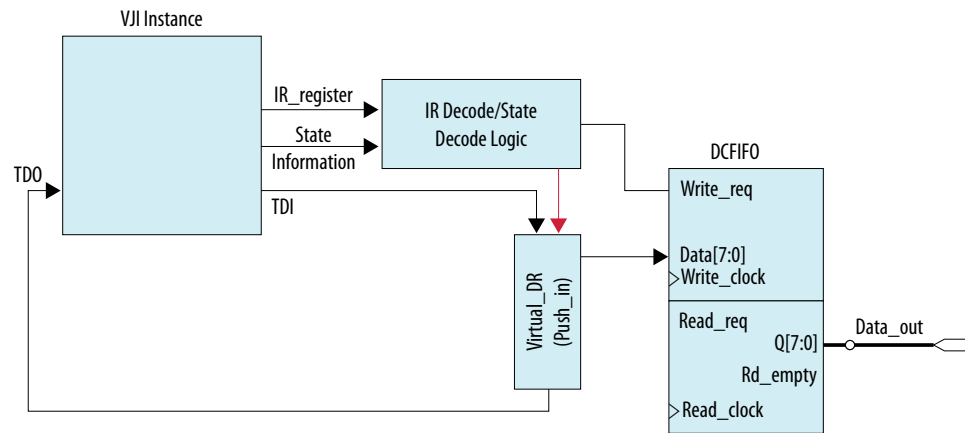 VJI Instance
IR_register
State
Information
IR Decode/State
Decode Logic
TDO
TDI
Virtual_DR
(Push_in)
DCFIFO
Write_req
Data[7:0]
Write_clock
Read_req
Q[7:0]
Rd_empty
Read_clock
Data_out